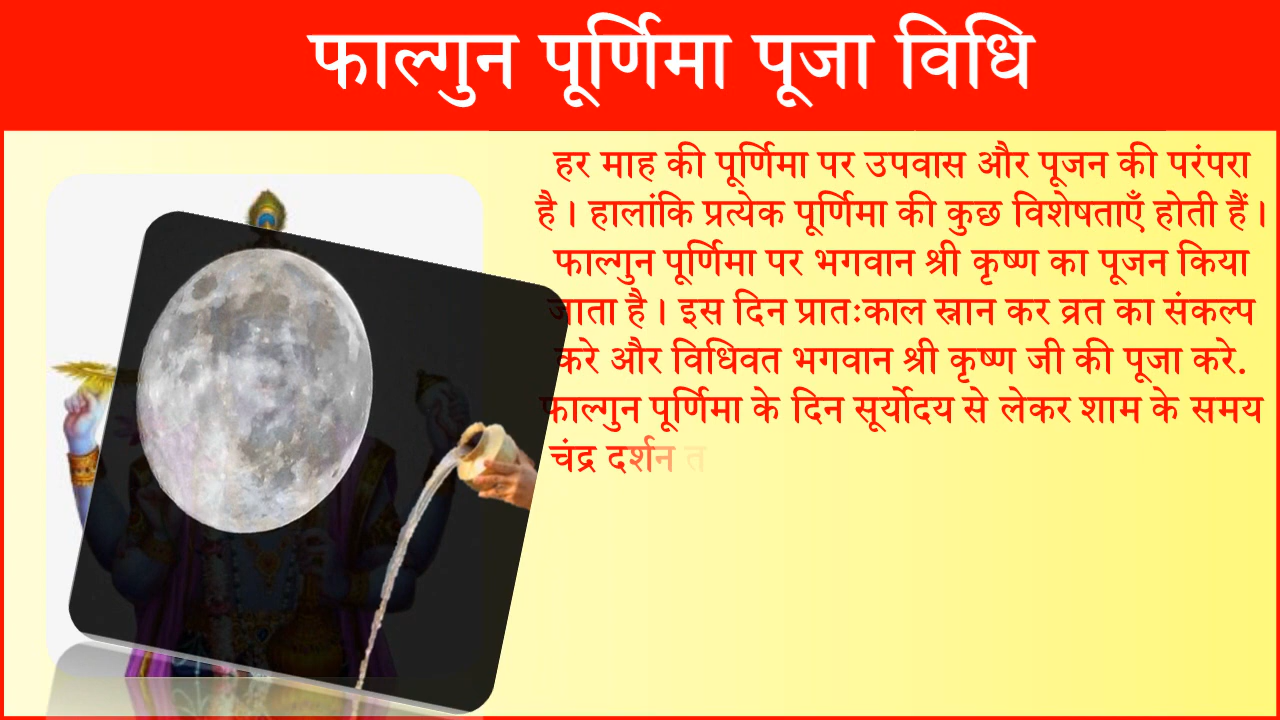 फाल्गुन पूर्णिमा पूजा विधि
हर माह की पूर्णिमा पर उपवास और पूजन की परंपरा
है । हालांकि प्रत्येक पूर्णिमा की कुछ विशेषताएँ होती हैं ।
फाल्गुन पूर्णिमा पर भगवान श्री कृष्ण का पूजन किया
जाता है । इस दिन प्रातःकाल स्नान कर व्रत का संकल्प
करे और विधिवत भगवान श्री कृष्ण जी की पूजा करे.
फाल्गुन पूर्णिमा के दिन सूर्योदय से लेकर शाम के समय
चंद्र दर्शन त